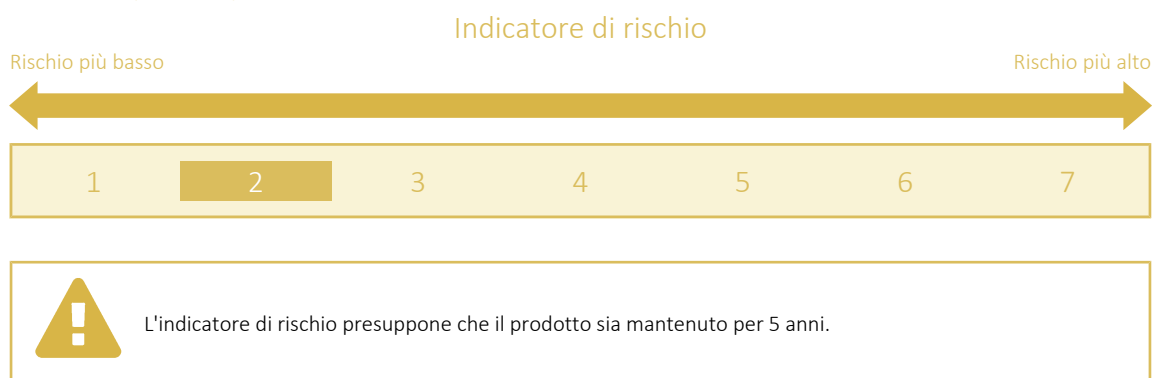 Indicatore di rischio
Rischio più basso Rischio più alto
1 2 3 4 5 6 7
L'indicatore di rischio presuppone che il prodotto sia mantenuto per 5 anni.